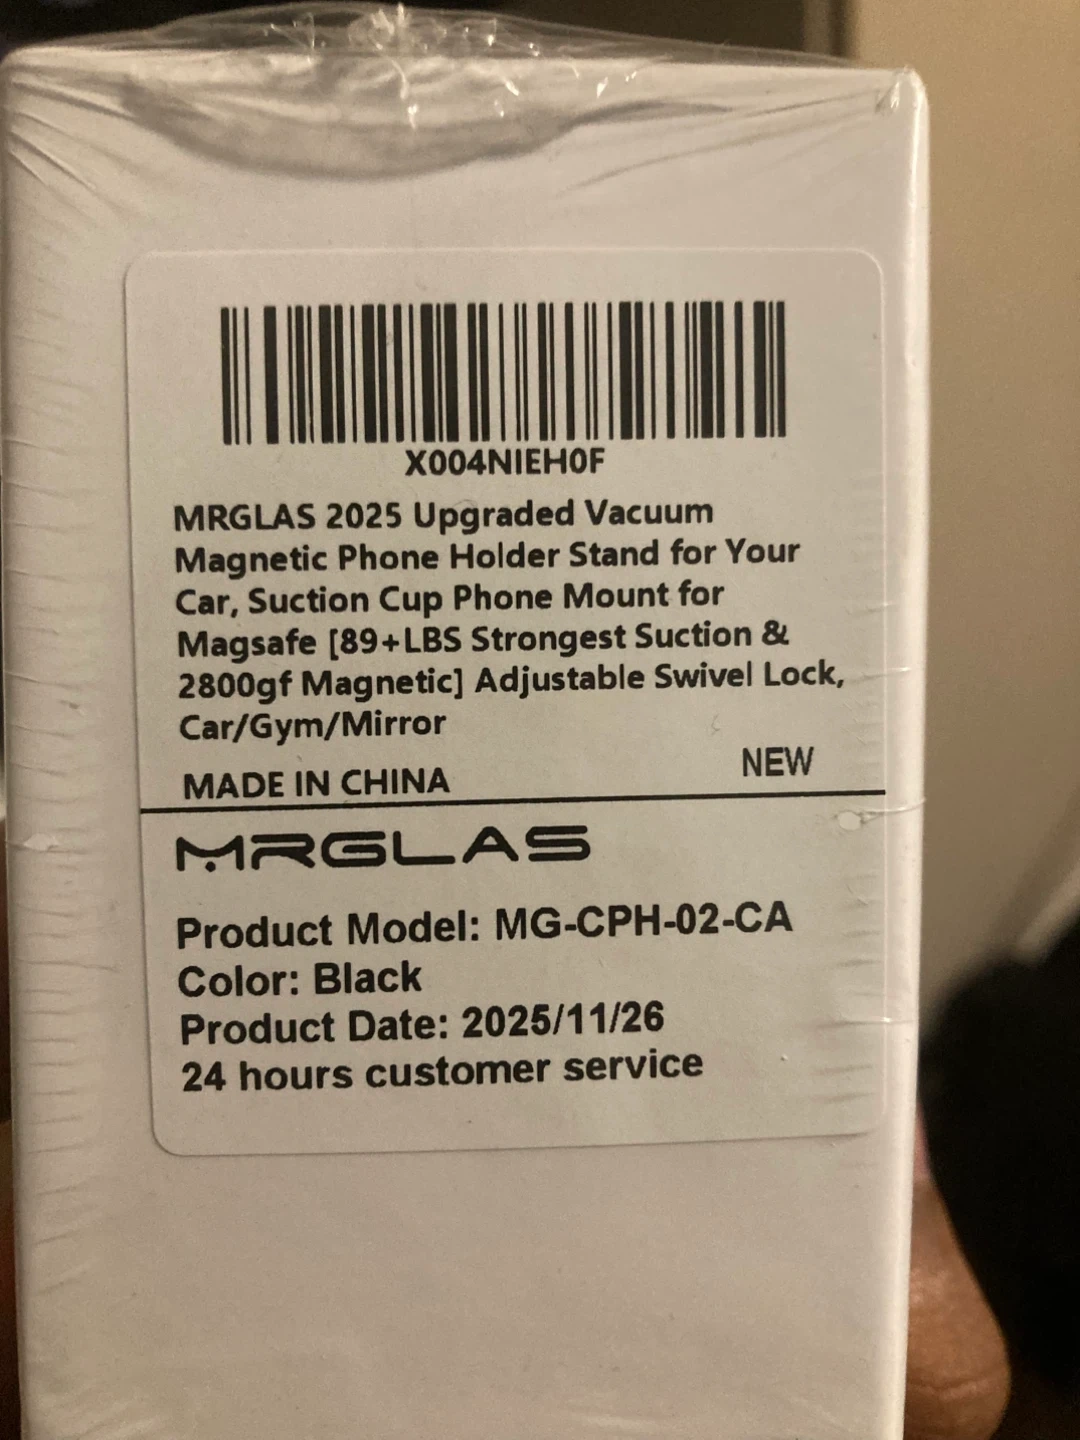 X004NIEH0F
MRGLAS 2025 Upgraded Vacuum
Magnetic Phone Holder Stand for Your
Car, Suction Cup Phone Mount for
Magsafe [89+LBS Strongest Suction &
2800gf Magnetic] Adjustable Swivel Lock,
Car/Gym/Mirror
MADE IN CHINA NEW
MRGLAS
Product Model: MG-CPH-02-CA
Color: Black
Product Date: 2025/11/26
24 hours customer service